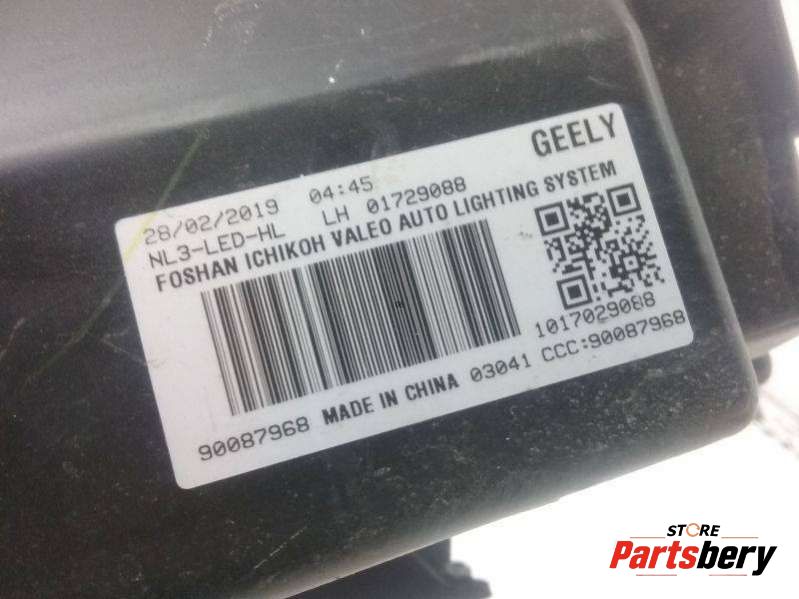 GEELY
28/02/2019 04:45
NL3-LED-HL LH 01729088
FOSHAN ICHIKOH VALEO AUTO LIGHTING SYSTEM
1017029088
90087968 MADE IN CHINA 03041 CCC:90087968
STORE
Partsbery